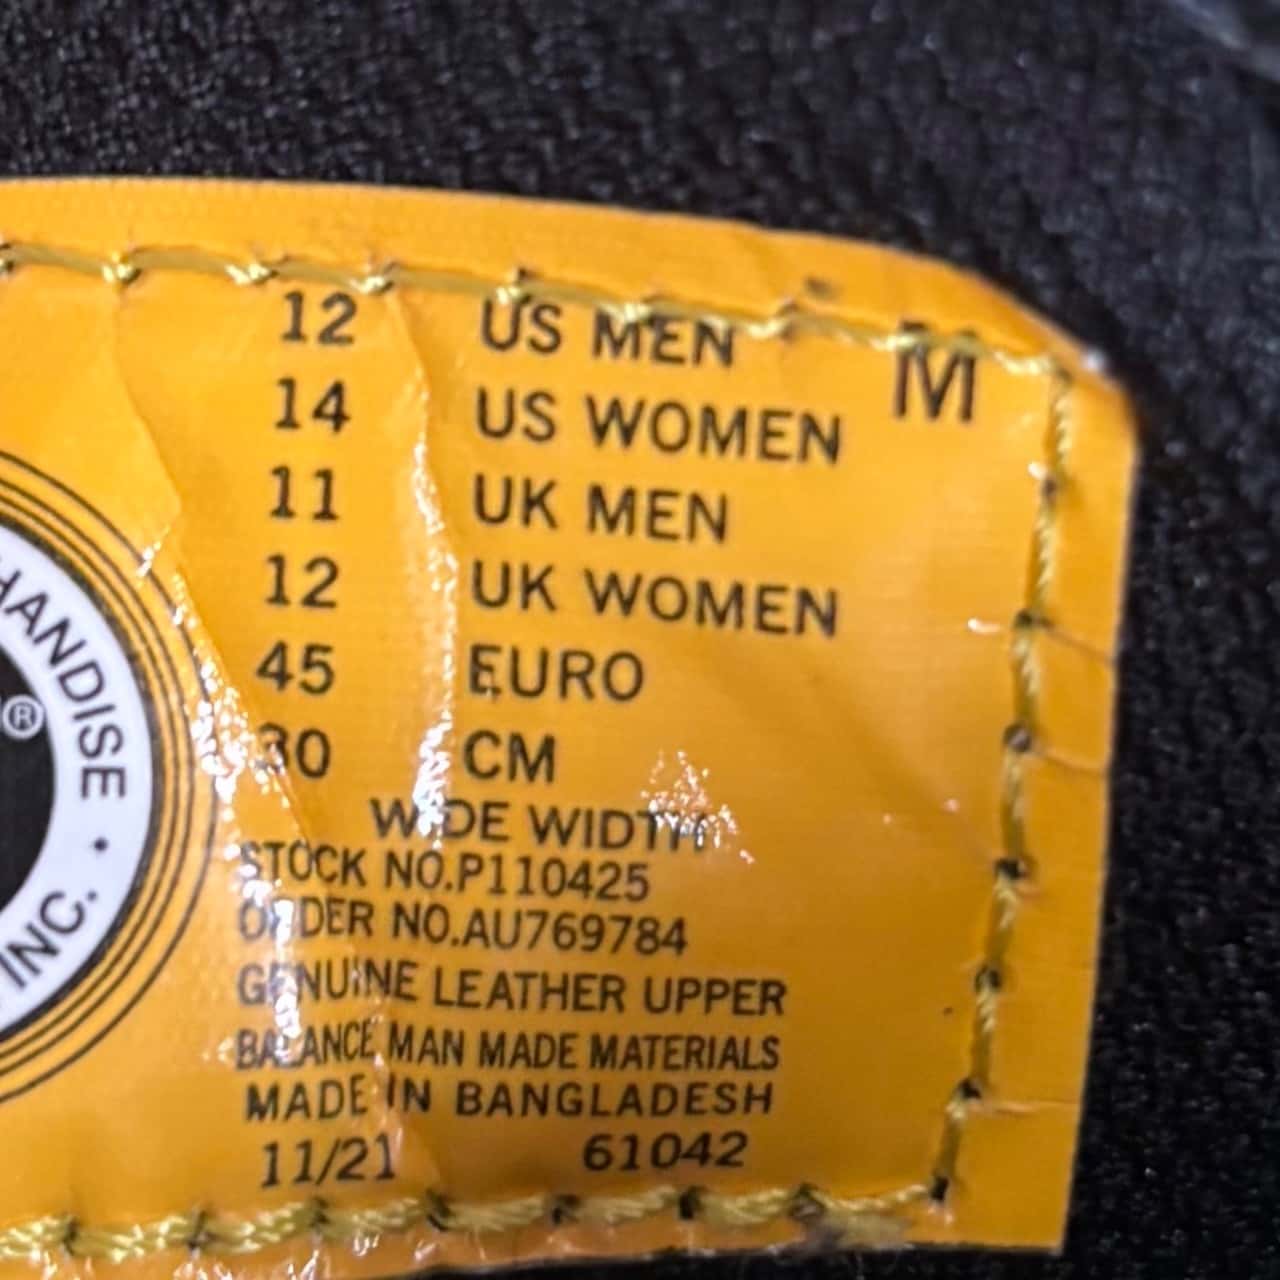 12 US MEN M
14 US WOMEN
11 UK MEN
12 UK WOMEN
45 EURO
30 CM
WIDE WIDTH
STOCK NO.P110425
ORDER NO.AU769784
GENUINE LEATHER UPPER
BALANCE MAN MADE MATERIALS
MADE IN BANGLADESH
11/21 61042
HANDISE •
INC.
®